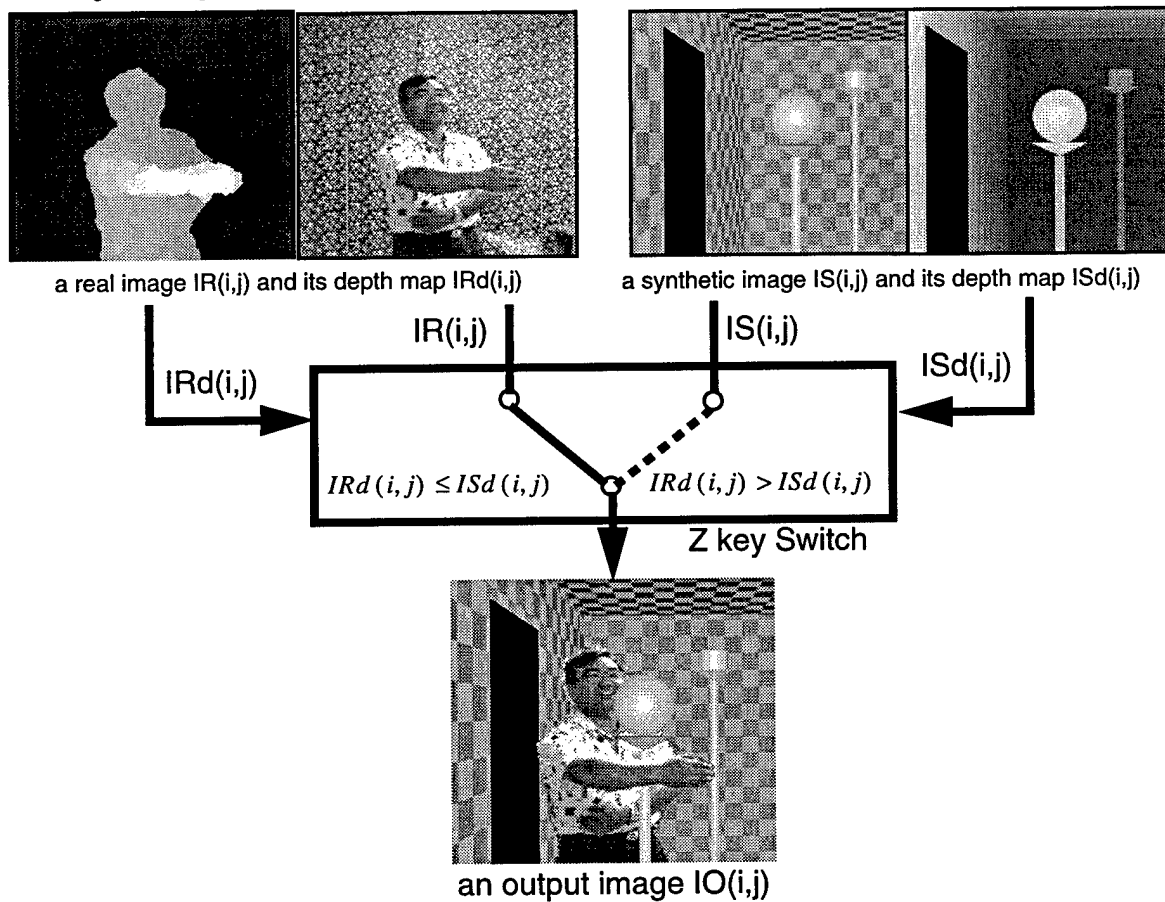 a real image IR(i,j) and its depth map IRd(i,j)
a synthetic image IS(i,j) and its depth map ISd(i,j)
IR(i,j)
IS(i,j)
IRd(i,j)
ISd(i,j)
IRd (i, j) ≤ ISd (i, j)
IRd (i, j) > ISd (i, j)
Z key Switch
an output image IO(i,j)